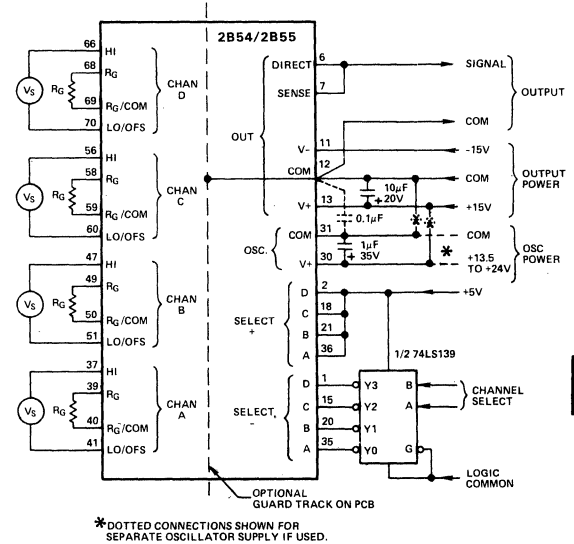 2B54/2B55
66 HI
68 RG
RG
69 RG/COM
70 LO/OFS
VS
CHAN
D
56 HI
58 RG
RG
59 RG/COM
60 LO/OFS
VS
CHAN
C
47 HI
49 RG
RG
50 RG/COM
51 LO/OFS
VS
CHAN
B
37 HI
39 RG
RG
40 RG/COM
41 LO/OFS
VS
CHAN
A
OUT
DIRECT 6
SENSE 7
V- 11
COM 12
V+ 13
OSC.
COM 31
V+ 30
SELECT
+
D 2
C 18
B 21
A 36
SELECT,
-
D 1
C 15
B 20
A 35
SIGNAL
COM
OUTPUT
-15V
COM
+15V
OUTPUT
POWER
10μF
+ 20V
0.1μF
1μF
+ 35V
COM
*
+13.5
TO +24V
OSC
POWER
+5V
1/2 74LS139
Y3 B
Y2 A
Y1
Y0 G
CHANNEL
SELECT
LOGIC
COMMON
OPTIONAL
GUARD TRACK ON PCB
*DOTTED CONNECTIONS SHOWN FOR
SEPARATE OSCILLATOR SUPPLY IF USED.